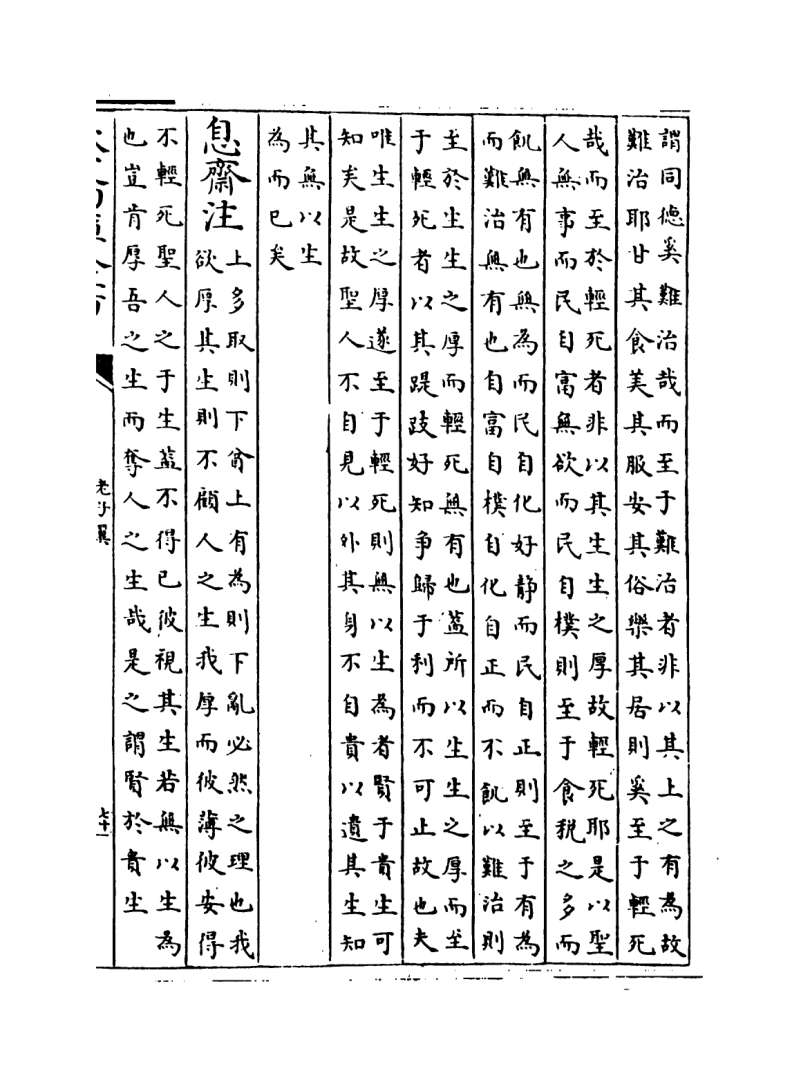 謂同德奚難治哉而至于難治者非以其上之有為故
難治耶甘其食美其服安其俗樂其居則奚至于輕死
哉而至於輕死者非以其生生之厚故輕死耶是以聖
人無事而民自富無欲而民自樸則至于食稅之多而
飢無有也無為而民自化好静而民自正則至于有為
而難治無有也自富自樸自化自正而不飢以難治則
至於生生之厚而輕死無有也蓋所以生生之厚而至
于輕死者以其踶跂好知争歸于利而不可止故也夫
唯生生之厚遂至于輕死則無以生為者賢于貴生可
知矣是故聖人不自見以外其身不自貴以遺其生知
其無以生
為而已矣
息齋注
上多取則下貧上有為則下亂必然之理也我
欲厚其生則不顧人之生我厚而彼薄彼安得
不輕死聖人之于生蓋不得已彼視其生若無以生為
也豈肯厚吾之生而奪人之生哉是之謂賢於貴生
老子翼